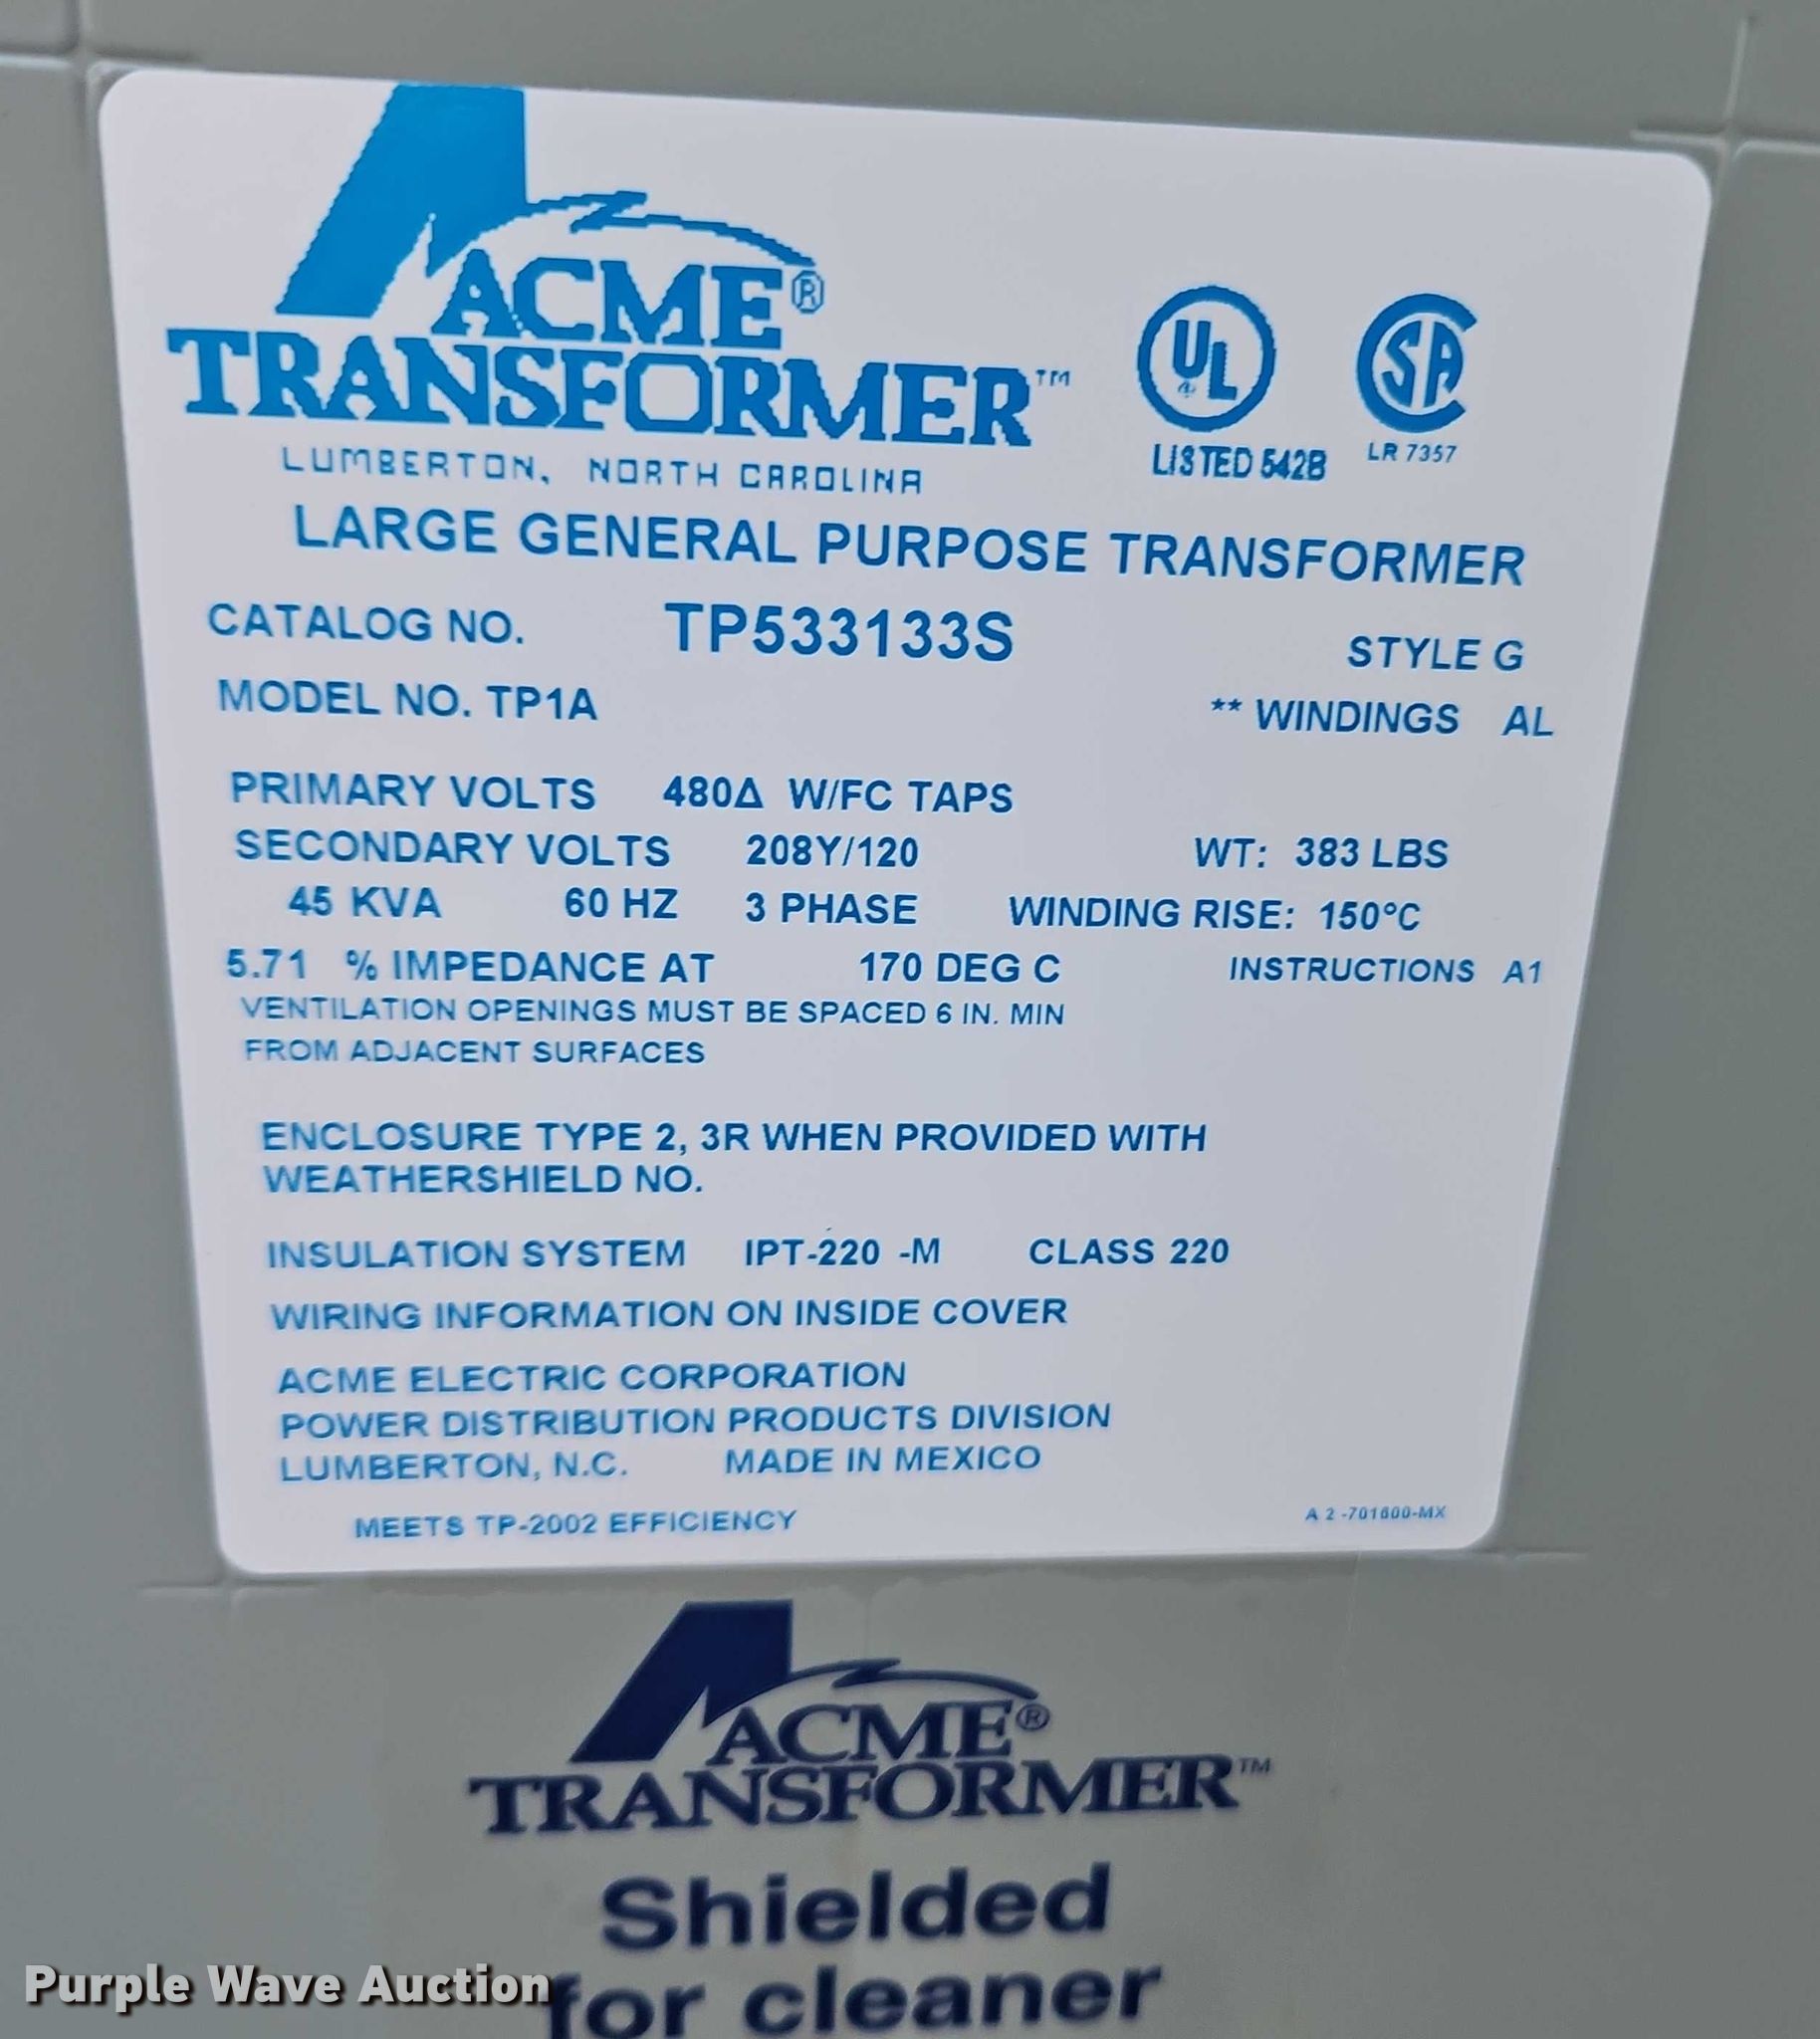 ACME®
TRANSFORMER™
LUMBERTON, NORTH CAROLINA
UL
LISTED 542B
SA
LR 7357
LARGE GENERAL PURPOSE TRANSFORMER
CATALOG NO. TP533133S STYLE G
MODEL NO. TP1A ** WINDINGS AL
PRIMARY VOLTS 480Δ W/FC TAPS
SECONDARY VOLTS 208Y/120 WT: 383 LBS
45 KVA 60 HZ 3 PHASE WINDING RISE: 150°C
5.71 % IMPEDANCE AT 170 DEG C INSTRUCTIONS A1
VENTILATION OPENINGS MUST BE SPACED 6 IN. MIN
FROM ADJACENT SURFACES
ENCLOSURE TYPE 2, 3R WHEN PROVIDED WITH
WEATHERSHIELD NO.
INSULATION SYSTEM IPT-220 -M CLASS 220
WIRING INFORMATION ON INSIDE COVER
ACME ELECTRIC CORPORATION
POWER DISTRIBUTION PRODUCTS DIVISION
LUMBERTON, N.C. MADE IN MEXICO
MEETS TP-2002 EFFICIENCY A 2 -701600-MX
ACME®
TRANSFORMER™
Shielded
for cleaner
Purple Wave Auction